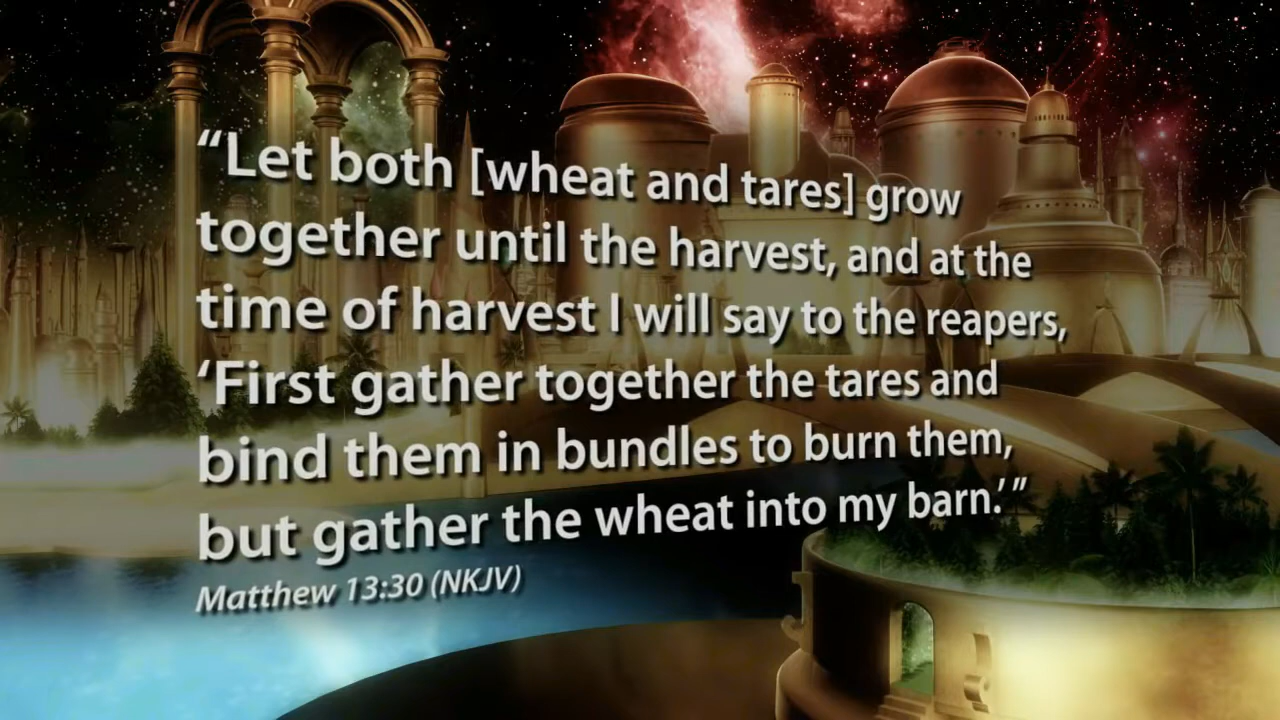 “Let both [wheat and tares] grow
together until the harvest, and at the
time of harvest I will say to the reapers,
‘First gather together the tares and
bind them in bundles to burn them,
but gather the wheat into my barn.’”
Matthew 13:30 (NKJV)